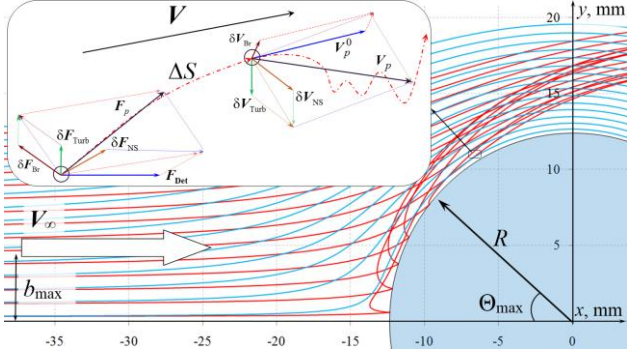 V
y, mm
δV_Br
V_p^0
V_p
ΔS
F_p
δV_Turb
δV_NS
δF_Turb
δF_NS
δF_Br
F_Det
V_∞
b_max
R
Θ_max
x, mm
20
15
10
5
-35
-30
-25
-20
-15
-10
-5
0